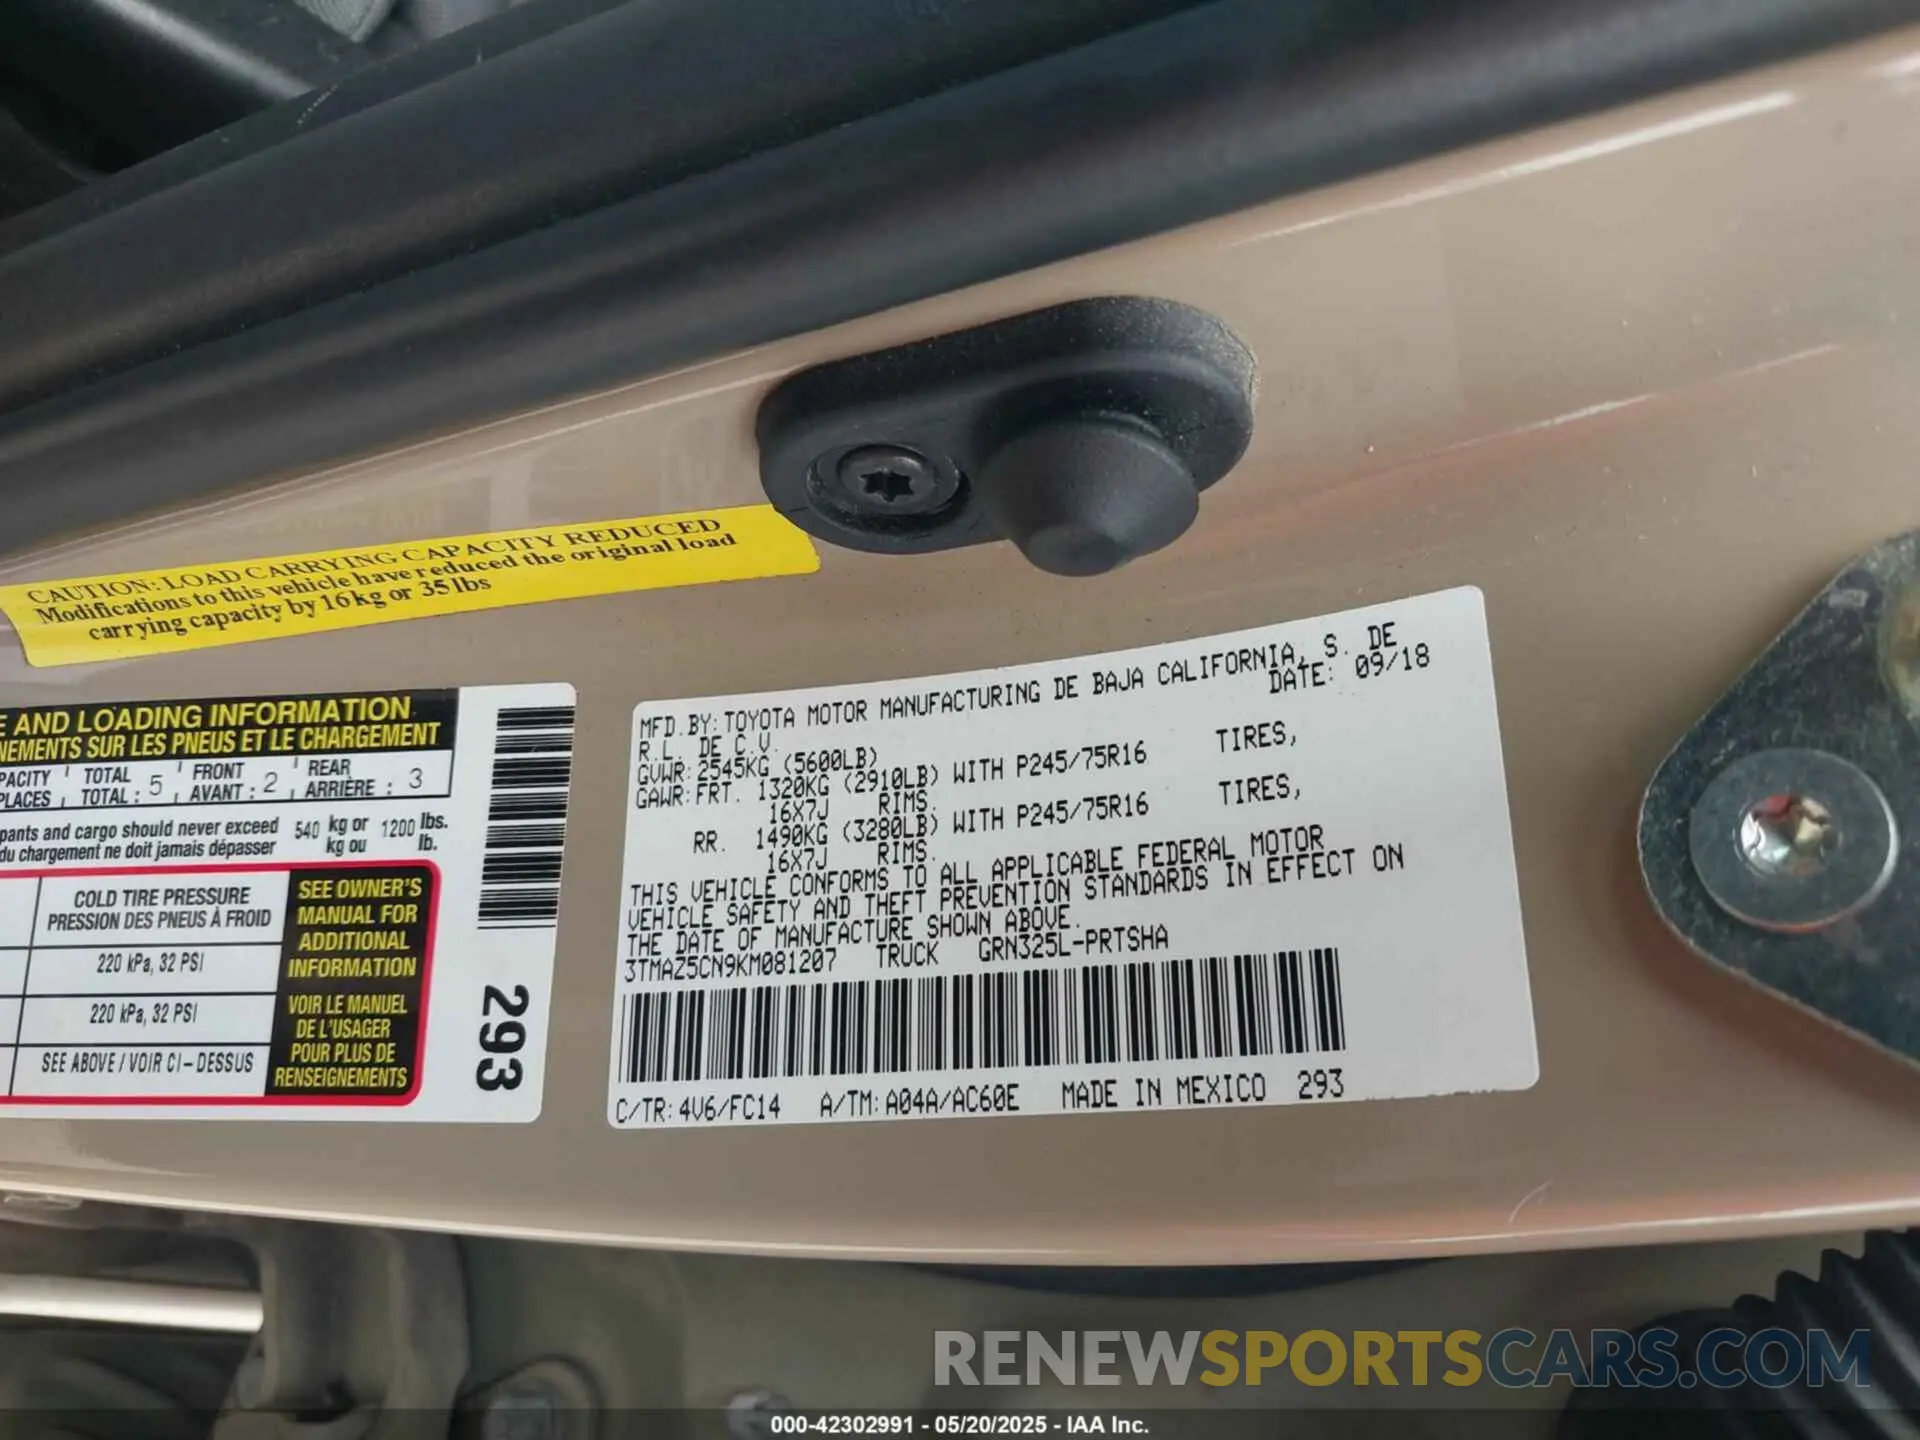 CAUTION: LOAD CARRYING CAPACITY REDUCED
Modifications to this vehicle have reduced the original load
carrying capacity by 16kg or 35 lbs
E AND LOADING INFORMATION
NEMENTS SUR LES PNEUS ET LE CHARGEMENT
PACITY TOTAL FRONT REAR
PLACES TOTAL : 5 AVANT : 2 ARRIÈRE : 3
pants and cargo should never exceed 540 kg or 1200 lbs.
du chargement ne doit jamais dépasser kg ou lb.
COLD TIRE PRESSURE
PRESSION DES PNEUS À FROID
220 kPa, 32 PSI
220 kPa, 32 PSI
SEE ABOVE / VOIR CI-DESSUS
SEE OWNER'S
MANUAL FOR
ADDITIONAL
INFORMATION
VOIR LE MANUEL
DE L'USAGER
POUR PLUS DE
RENSEIGNEMENTS
293
MFD.BY: TOYOTA MOTOR MANUFACTURING DE BAJA CALIFORNIA, S. DE
R.L. DE C.V. DATE: 09/18
GVWR: 2545KG (5600LB)
GAWR: FRT. 1320KG (2910LB) WITH P245/75R16 TIRES,
16X7J RIMS.
RR. 1490KG (3280LB) WITH P245/75R16 TIRES,
16X7J RIMS.
THIS VEHICLE CONFORMS TO ALL APPLICABLE FEDERAL MOTOR
VEHICLE SAFETY AND THEFT PREVENTION STANDARDS IN EFFECT ON
THE DATE OF MANUFACTURE SHOWN ABOVE.
3TMAZ5CN9KM081207 TRUCK GRN325L-PRTSHA
C/TR: 4V6/FC14 A/TM: A04A/AC60E MADE IN MEXICO 293
RENEWSPORTSCARS.COM
000-42302991 - 05/20/2025 - IAA Inc.